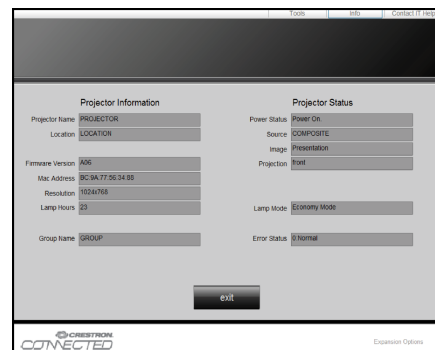 Tools Info Contact IT Help
Projector Information
Projector Name PROJECTOR
Location LOCATION
Firmware Version A06
Mac Address BC.9A.77.56.34.88
Resolution 1024x768
Lamp Hours 23
Group Name GROUP
Projector Status
Power Status Power On.
Source COMPOSITE
Image Presentation
Projection front
Lamp Mode Economy Mode
Error Status 0.Normal
exit
CRESTRON
CONNECTED
Expansion Options